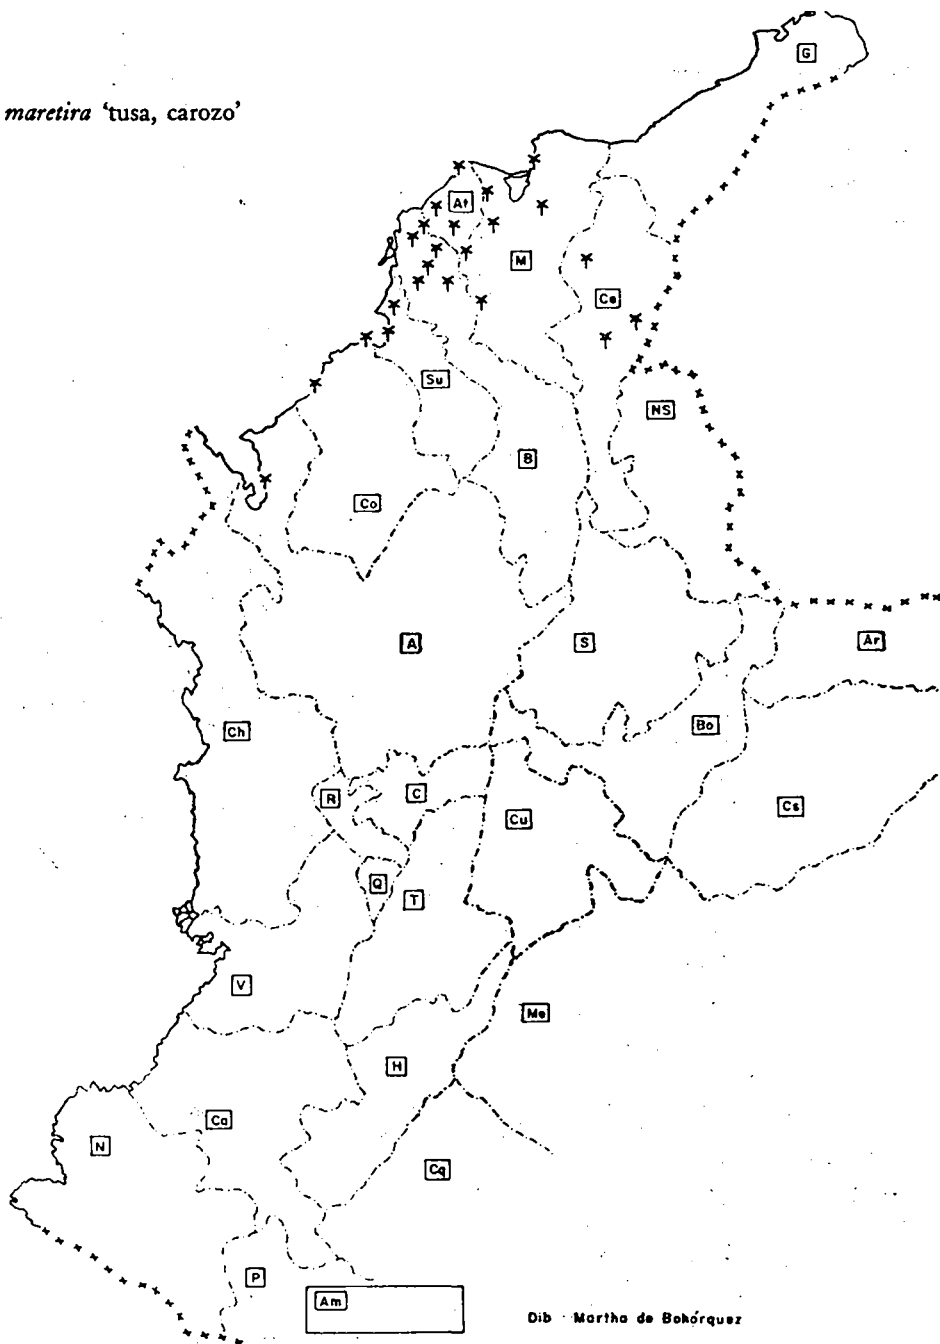 G
maretira ‘tusa, carozo’
At
M
Ce
Su
NS
B
Co
A
S
Ar
Ch
Bo
R
C
Cs
Cu
Q
T
V
Me
H
Ca
N
Cq
P
Am
Dib Martha de Bohórquez